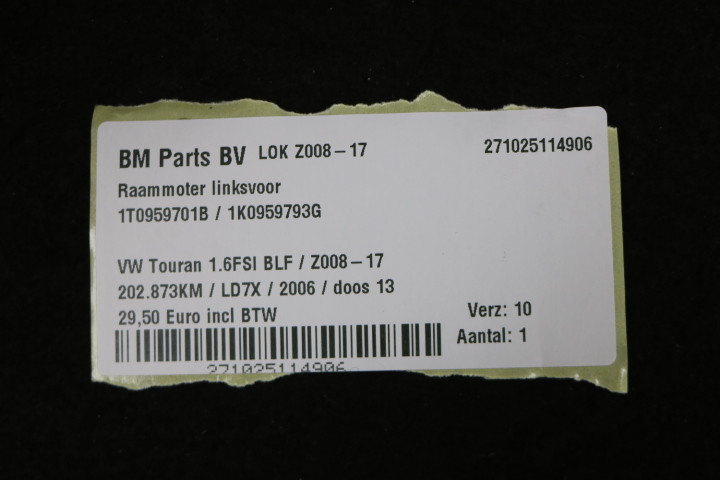 BM Parts BV LOK Z008-17 271025114906
Raammoter linksvoor
1T0959701B / 1K0959793G
VW Touran 1.6FSI BLF / Z008-17
202.873KM / LD7X / 2006 / doos 13
29,50 Euro incl BTW
Verz: 10
Aantal: 1
271025114906